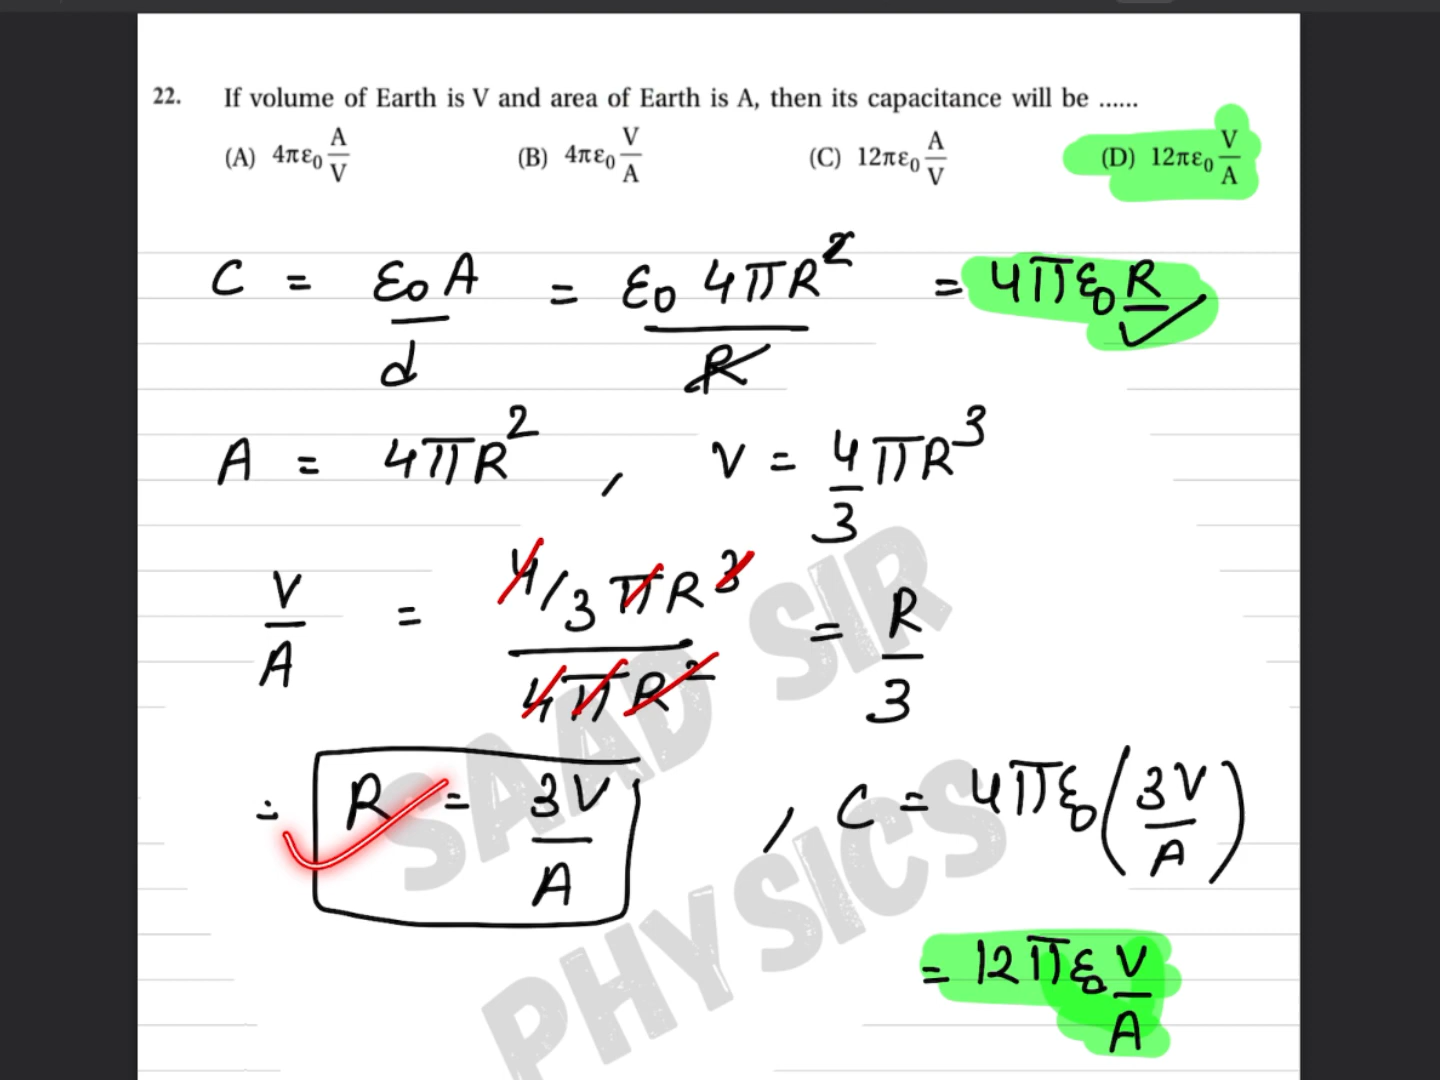 22. If volume of Earth is V and area of Earth is A, then its capacitance will be ......
(A) 4πε₀ A/V (B) 4πε₀ V/A (C) 12πε₀ A/V (D) 12πε₀ V/A
C = ε₀A/d = ε₀ 4πR²/R = 4πε₀R
A = 4πR² , V = 4/3 πR³
V/A = 4/3 πR³ / 4πR² = R/3
∴ R = 3V/A , C = 4πε₀(3V/A)
= 12πε₀ V/A
SAAD SIR
PHYSICS